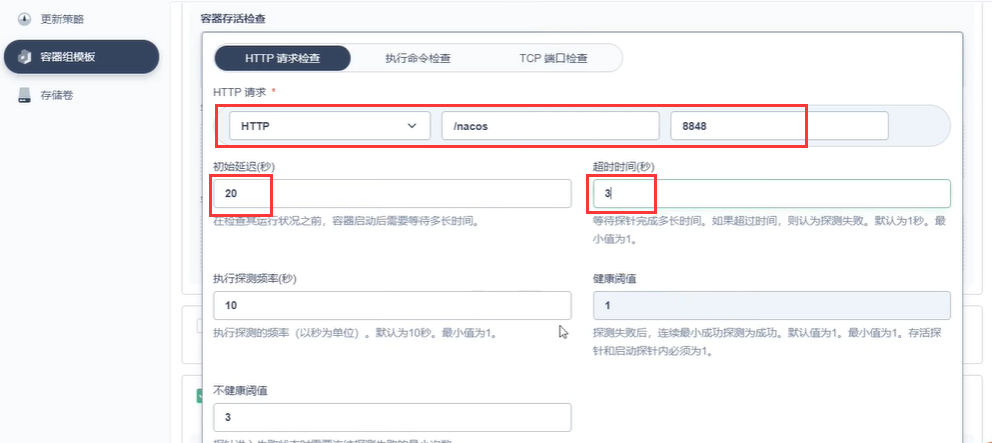 更新策略
容器存活检查
容器组模板
HTTP 请求检查
执行命令检查
TCP 端口检查
存储卷
HTTP 请求 *
HTTP
/nacos
8848
初始延迟(秒)
超时时间(秒)
20
3
在检查其运行状况之前，容器启动后需要等待多长时间。
等待探针完成多长时间。如果超过时间，则认为探测失败。默认为1秒。最
小值为1。
执行探测频率(秒)
健康阈值
10
1
执行探测的频率（以秒为单位）。默认为10秒。最小值为1。
探测失败后，连续最小成功探测为成功。默认值为1。最小值为1。存活探
针和启动探针内必须为1。
不健康阈值
3